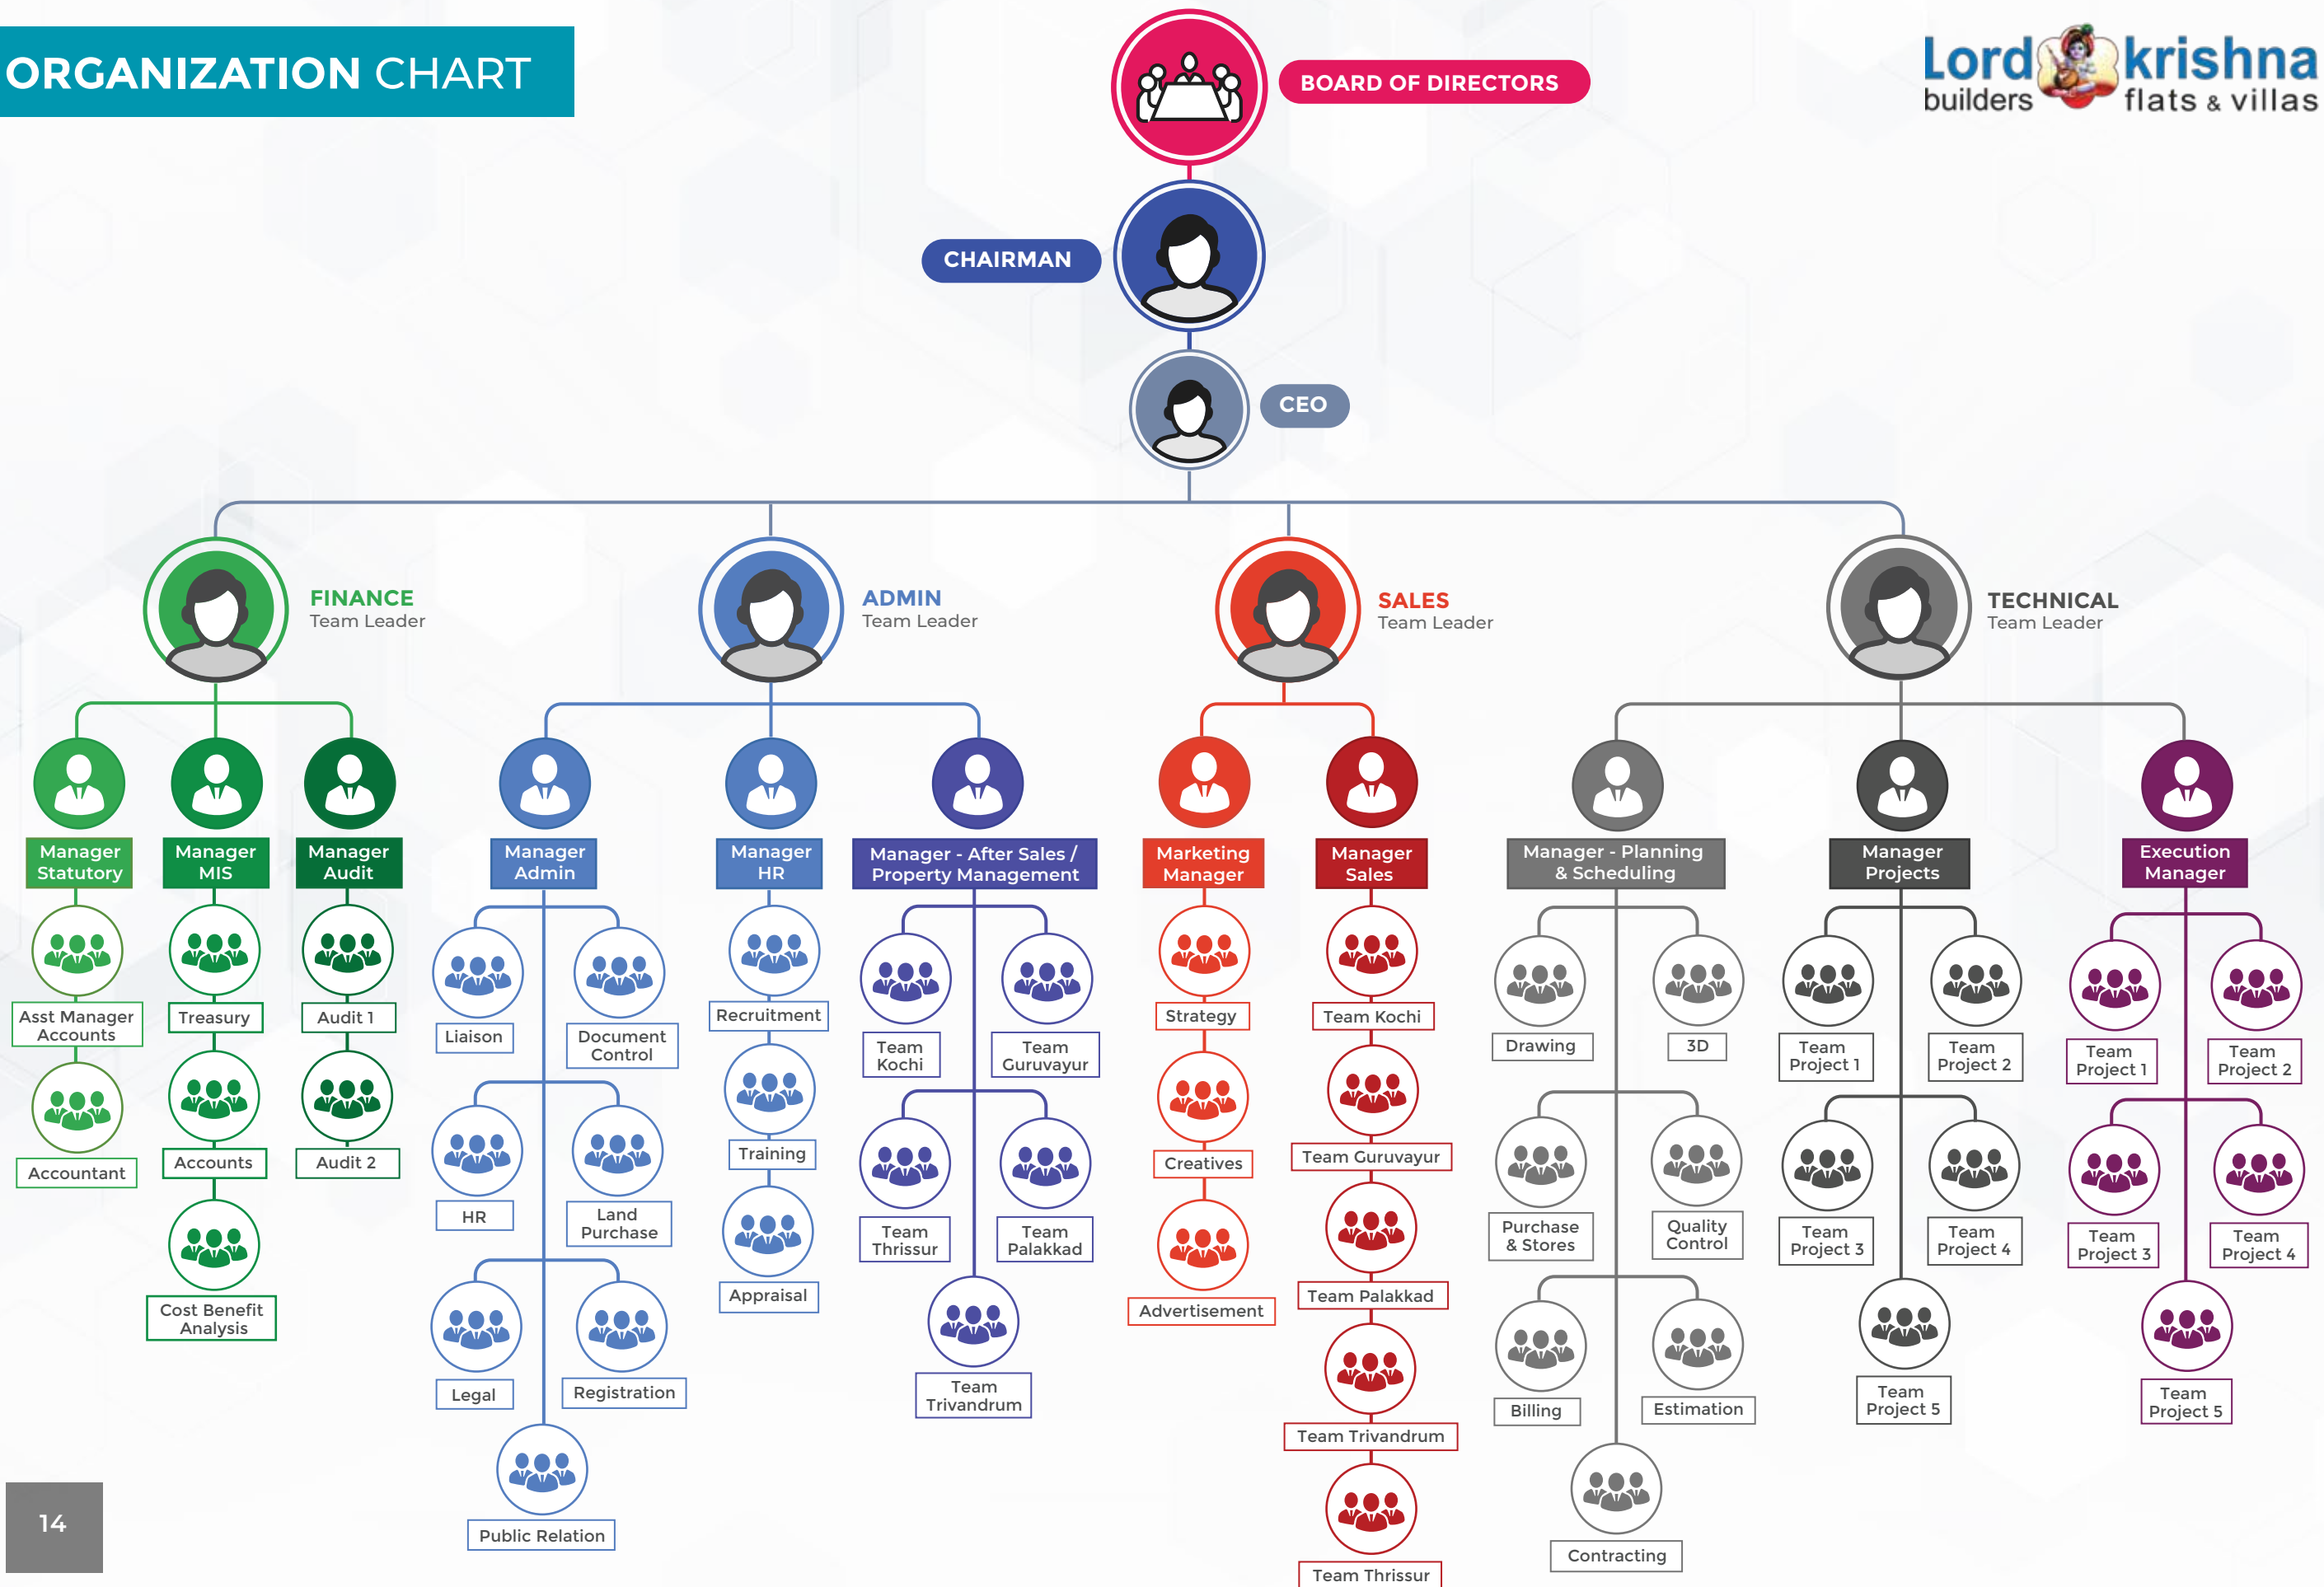 ORGANIZATION CHART
BOARD OF DIRECTORS
Lord krishna
builders flats & villas
CHAIRMAN
CEO
FINANCE
Team Leader
ADMIN
Team Leader
SALES
Team Leader
TECHNICAL
Team Leader
Manager
Statutory
Manager
MIS
Manager
Audit
Manager
Admin
Manager
HR
Manager - After Sales /
Property Management
Marketing
Manager
Manager
Sales
Manager - Planning
& Scheduling
Manager
Projects
Execution
Manager
Asst Manager
Accounts
Accountant
Treasury
Accounts
Cost Benefit
Analysis
Audit 1
Audit 2
Liaison
Document
Control
HR
Land
Purchase
Legal
Registration
Public Relation
Recruitment
Training
Appraisal
Team
Kochi
Team
Guruvayur
Team
Thrissur
Team
Palakkad
Team
Trivandrum
Strategy
Creatives
Advertisement
Team Kochi
Team Guruvayur
Team Palakkad
Team Trivandrum
Team Thrissur
Drawing
3D
Purchase
& Stores
Quality
Control
Billing
Estimation
Contracting
Team
Project 1
Team
Project 2
Team
Project 3
Team
Project 4
Team
Project 5
Team
Project 1
Team
Project 2
Team
Project 3
Team
Project 4
Team
Project 5
14